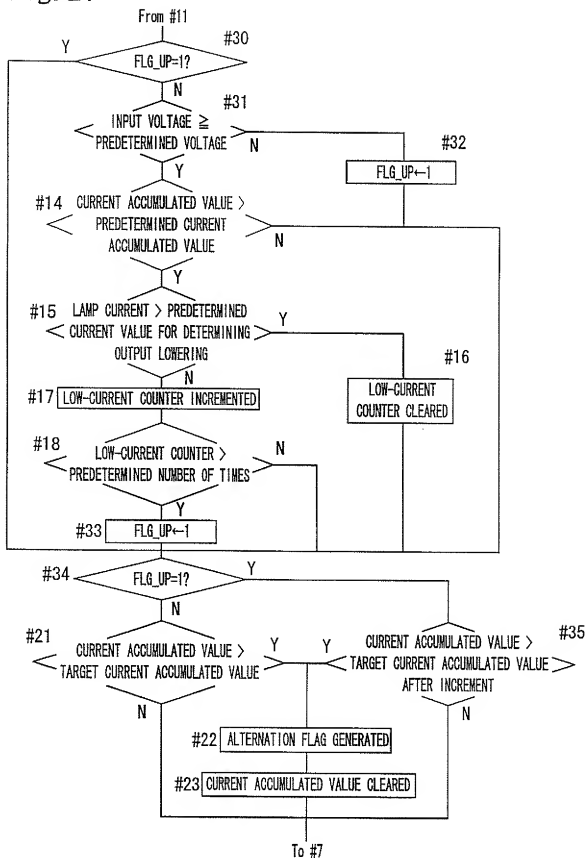 From #11
#30
Y
FLG_UP=1?
N
#31
INPUT VOLTAGE ≧
PREDETERMINED VOLTAGE
N
#32
Y
FLG_UP←1
#14
CURRENT ACCUMULATED VALUE >
PREDETERMINED CURRENT
ACCUMULATED VALUE
N
Y
#15
LAMP CURRENT > PREDETERMINED
CURRENT VALUE FOR DETERMINING
OUTPUT LOWERING
Y
#16
N
LOW-CURRENT
COUNTER CLEARED
#17
LOW-CURRENT COUNTER INCREMENTED
#18
LOW-CURRENT COUNTER >
PREDETERMINED NUMBER OF TIMES
N
Y
#33
FLG_UP←1
#34
FLG_UP=1?
Y
N
#21
CURRENT ACCUMULATED VALUE >
TARGET CURRENT ACCUMULATED VALUE
Y
Y
#35
CURRENT ACCUMULATED VALUE >
TARGET CURRENT ACCUMULATED VALUE
AFTER INCREMENT
N
N
#22
ALTERNATION FLAG GENERATED
#23
CURRENT ACCUMULATED VALUE CLEARED
To #7